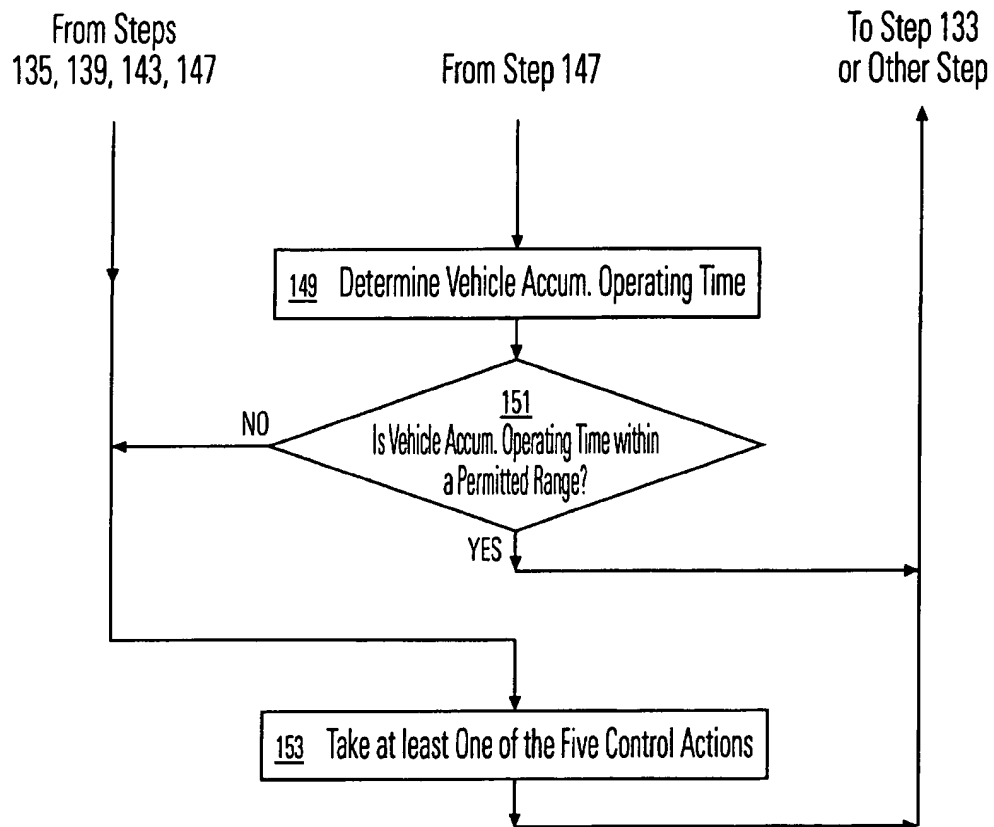 From Steps
135, 139, 143, 147
From Step 147
To Step 133
or Other Step
149 Determine Vehicle Accum. Operating Time
151
Is Vehicle Accum. Operating Time within
a Permitted Range?
NO
YES
153 Take at least One of the Five Control Actions